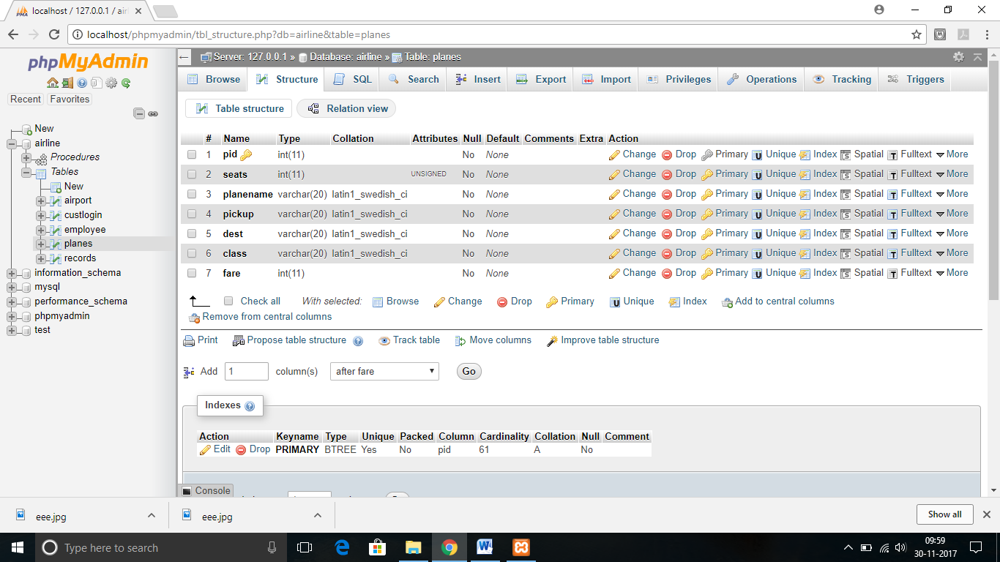 localhost / 127.0.0.1 / air
localhost/phpmyadmin/tbl_structure.php?db=airline&table=planes
phpMyAdmin
Recent Favorites
New
airline
Procedures
Tables
New
airport
custlogin
employee
planes
records
information_schema
mysql
performance_schema
phpmyadmin
test
Server: 127.0.0.1 » Database: airline » Table: planes
Browse Structure SQL Search Insert Export Import Privileges Operations Tracking Triggers
Table structure Relation view
# Name Type Collation Attributes Null Default Comments Extra Action
1 pid int(11) No None Change Drop Primary Unique Index Spatial Fulltext More
2 seats int(11) UNSIGNED No None Change Drop Primary Unique Index Spatial Fulltext More
3 planename varchar(20) latin1_swedish_ci No None Change Drop Primary Unique Index Spatial Fulltext More
4 pickup varchar(20) latin1_swedish_ci No None Change Drop Primary Unique Index Spatial Fulltext More
5 dest varchar(20) latin1_swedish_ci No None Change Drop Primary Unique Index Spatial Fulltext More
6 class varchar(20) latin1_swedish_ci No None Change Drop Primary Unique Index Spatial Fulltext More
7 fare int(11) No None Change Drop Primary Unique Index Spatial Fulltext More
Check all With selected: Browse Change Drop Primary Unique Index Add to central columns
Remove from central columns
Print Propose table structure Track table Move columns Improve table structure
Add 1 column(s) after fare Go
Indexes
Action Keyname Type Unique Packed Column Cardinality Collation Null Comment
Edit Drop PRIMARY BTREE Yes No pid 61 A No
Console
eee.jpg eee.jpg Show all
Type here to search
09:59
30-11-2017